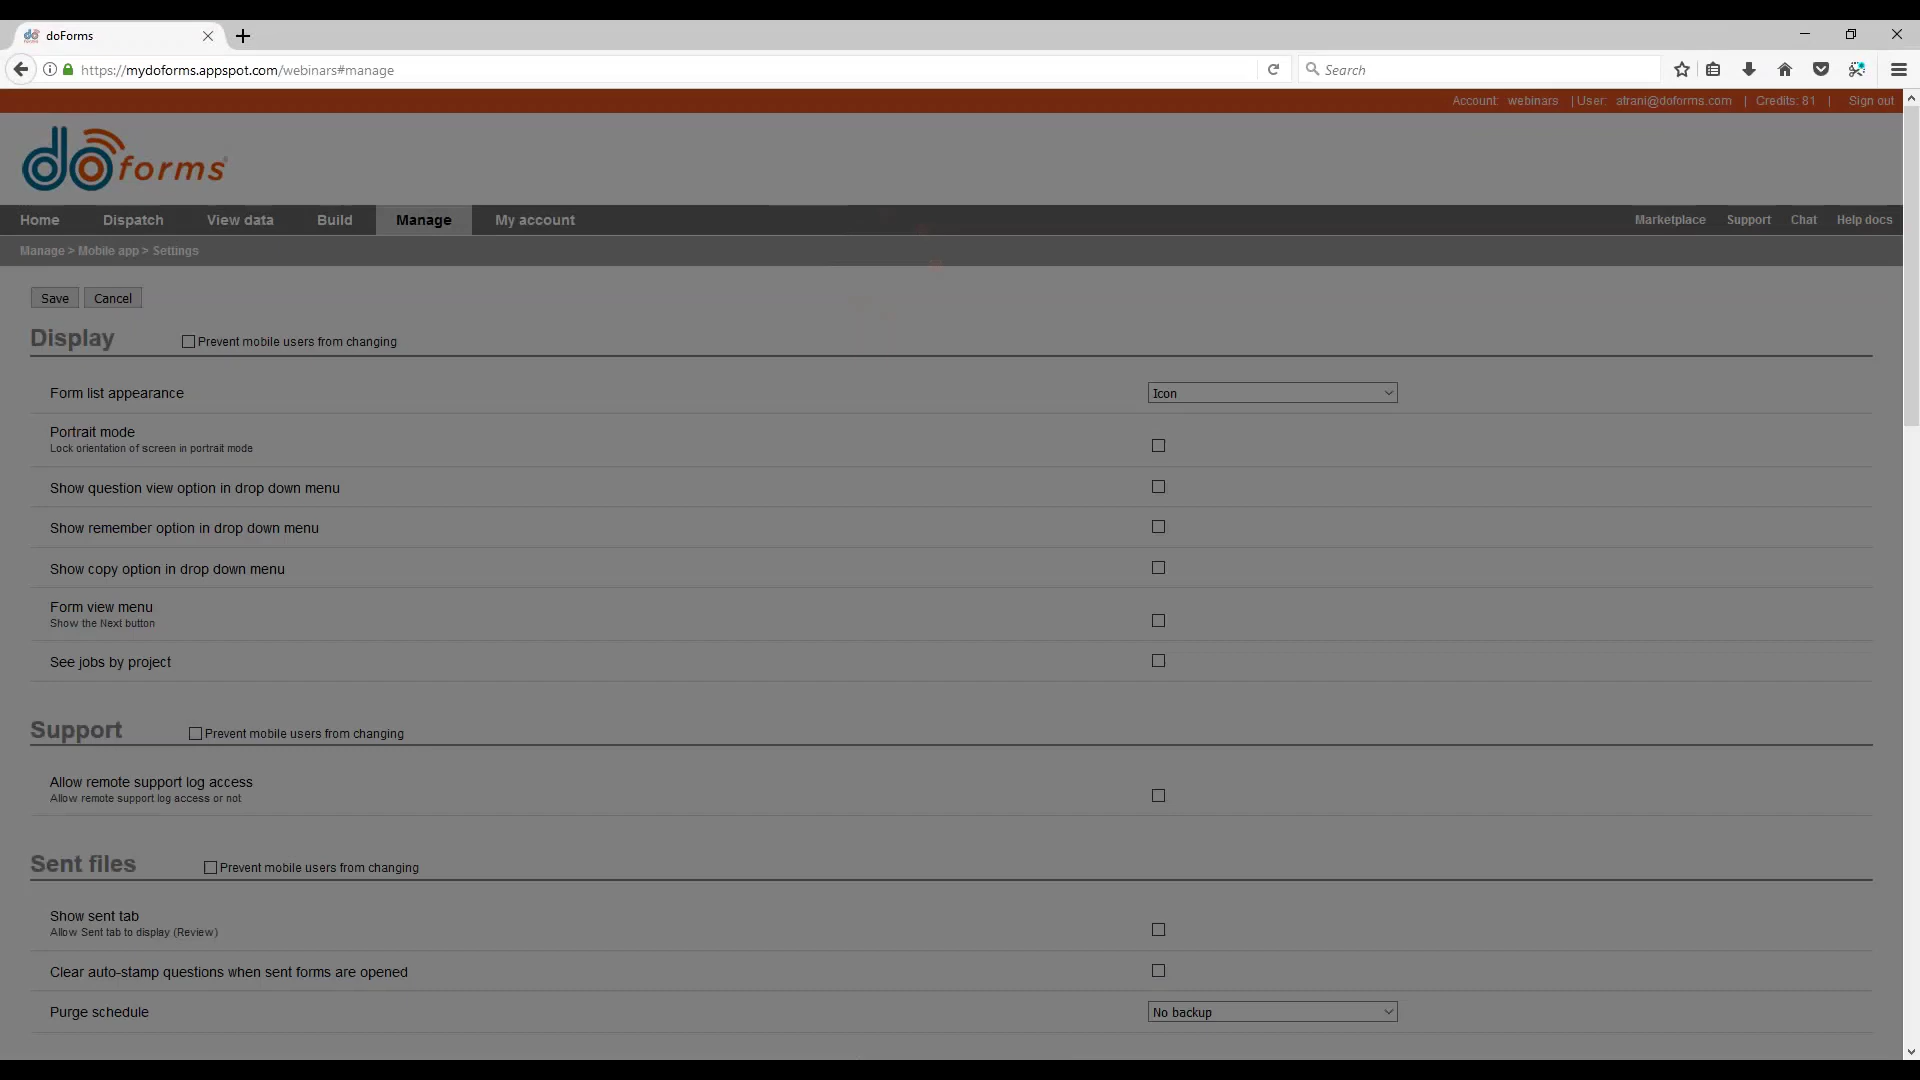 doForms
https://mydoforms.appspot.com/webinars#manage
Search
Account: webinars | User: atrani@doforms.com | Credits: 81 | Sign out
doforms®
Home Dispatch View data Build Manage My account Marketplace Support Chat Help docs
Manage > Mobile app > Settings
Save Cancel
Display Prevent mobile users from changing
Form list appearance Icon
Portrait mode
Lock orientation of screen in portrait mode
Show question view option in drop down menu
Show remember option in drop down menu
Show copy option in drop down menu
Form view menu
Show the Next button
See jobs by project
Support Prevent mobile users from changing
Allow remote support log access
Allow remote support log access or not
Sent files Prevent mobile users from changing
Show sent tab
Allow Sent tab to display (Review)
Clear auto-stamp questions when sent forms are opened
Purge schedule No backup